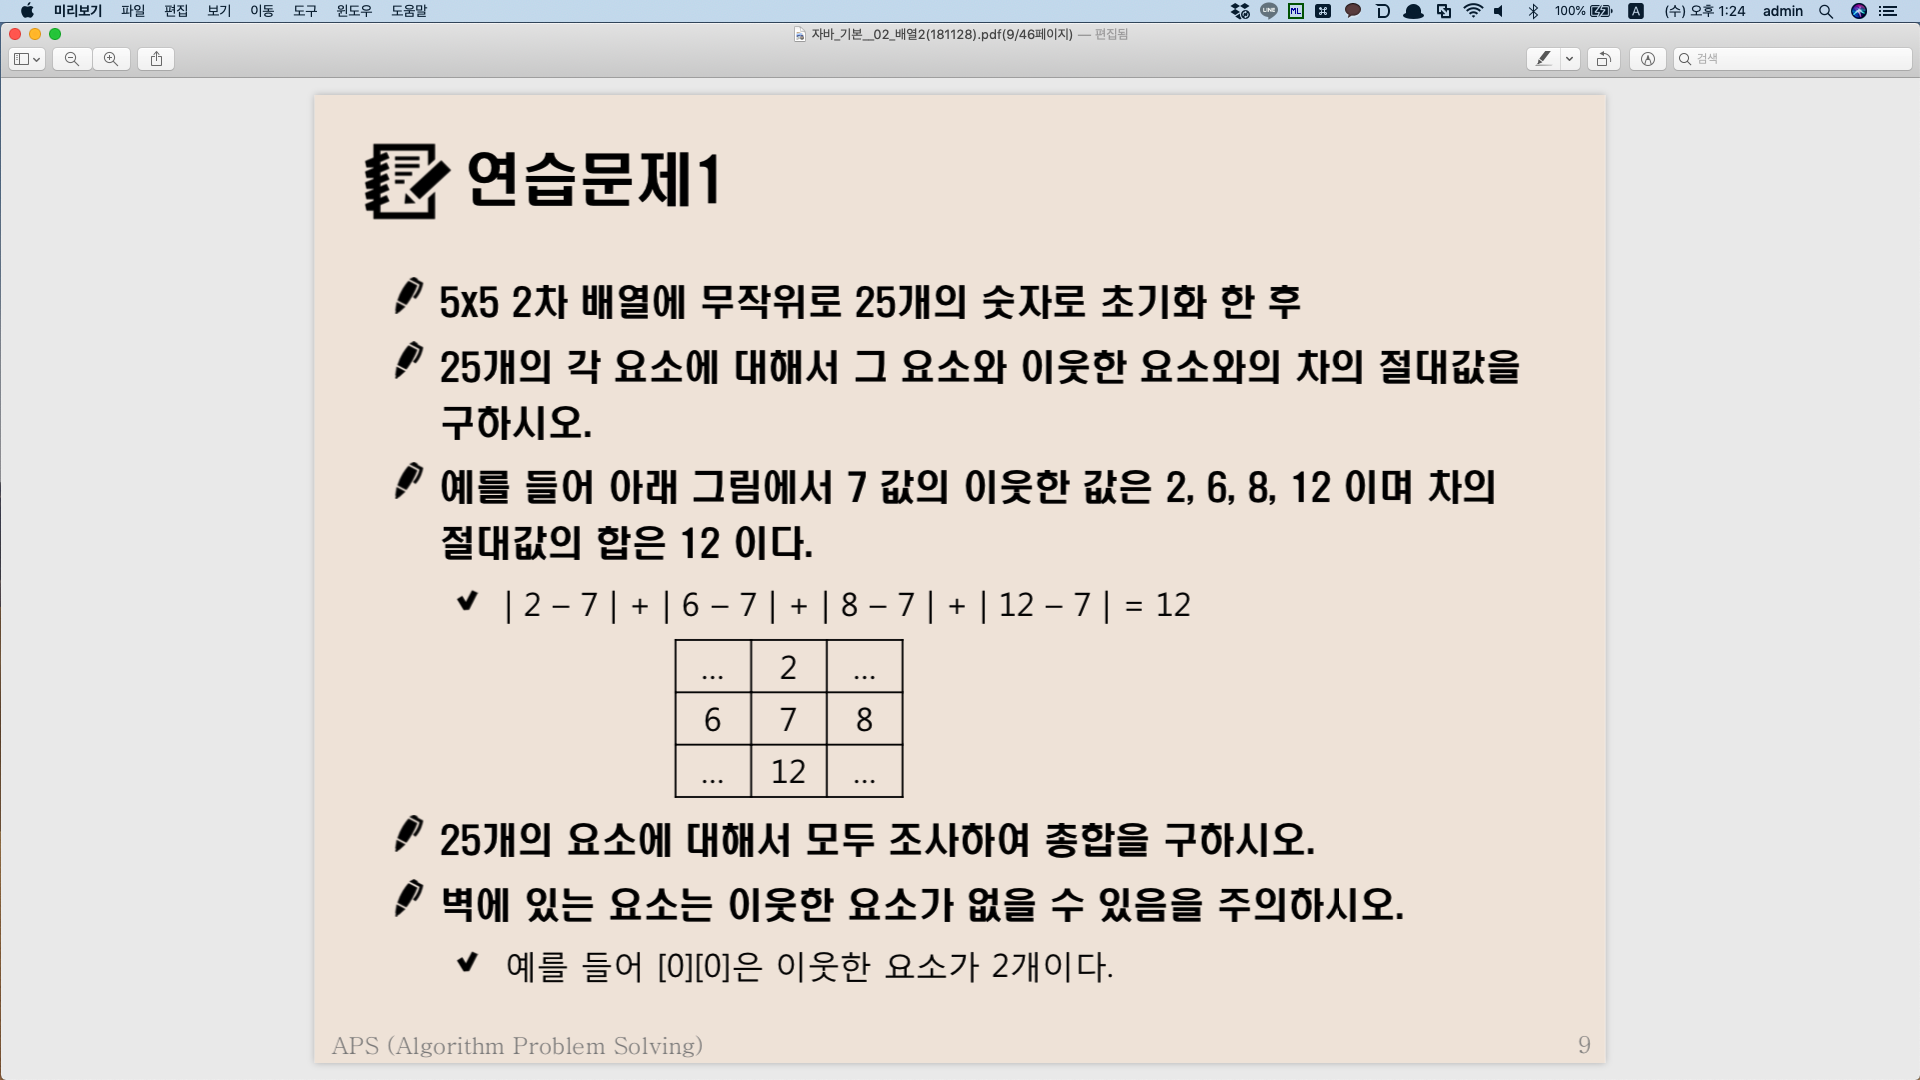 미리보기 파일 편집 보기 이동 도구 윈도우 도움말 LINE ML 100% A (수) 오후 1:24 admin
자바_기본__02_배열2(181128).pdf(9/46페이지) — 편집됨
검색
연습문제1
5x5 2차 배열에 무작위로 25개의 숫자로 초기화 한 후
25개의 각 요소에 대해서 그 요소와 이웃한 요소와의 차의 절대값을
구하시오.
예를 들어 아래 그림에서 7 값의 이웃한 값은 2, 6, 8, 12 이며 차의
절대값의 합은 12 이다.
| 2 – 7 | + | 6 – 7 | + | 8 – 7 | + | 12 – 7 | = 12
... 2 ...
6 7 8
... 12 ...
25개의 요소에 대해서 모두 조사하여 총합을 구하시오.
벽에 있는 요소는 이웃한 요소가 없을 수 있음을 주의하시오.
예를 들어 [0][0]은 이웃한 요소가 2개이다.
APS (Algorithm Problem Solving) 9